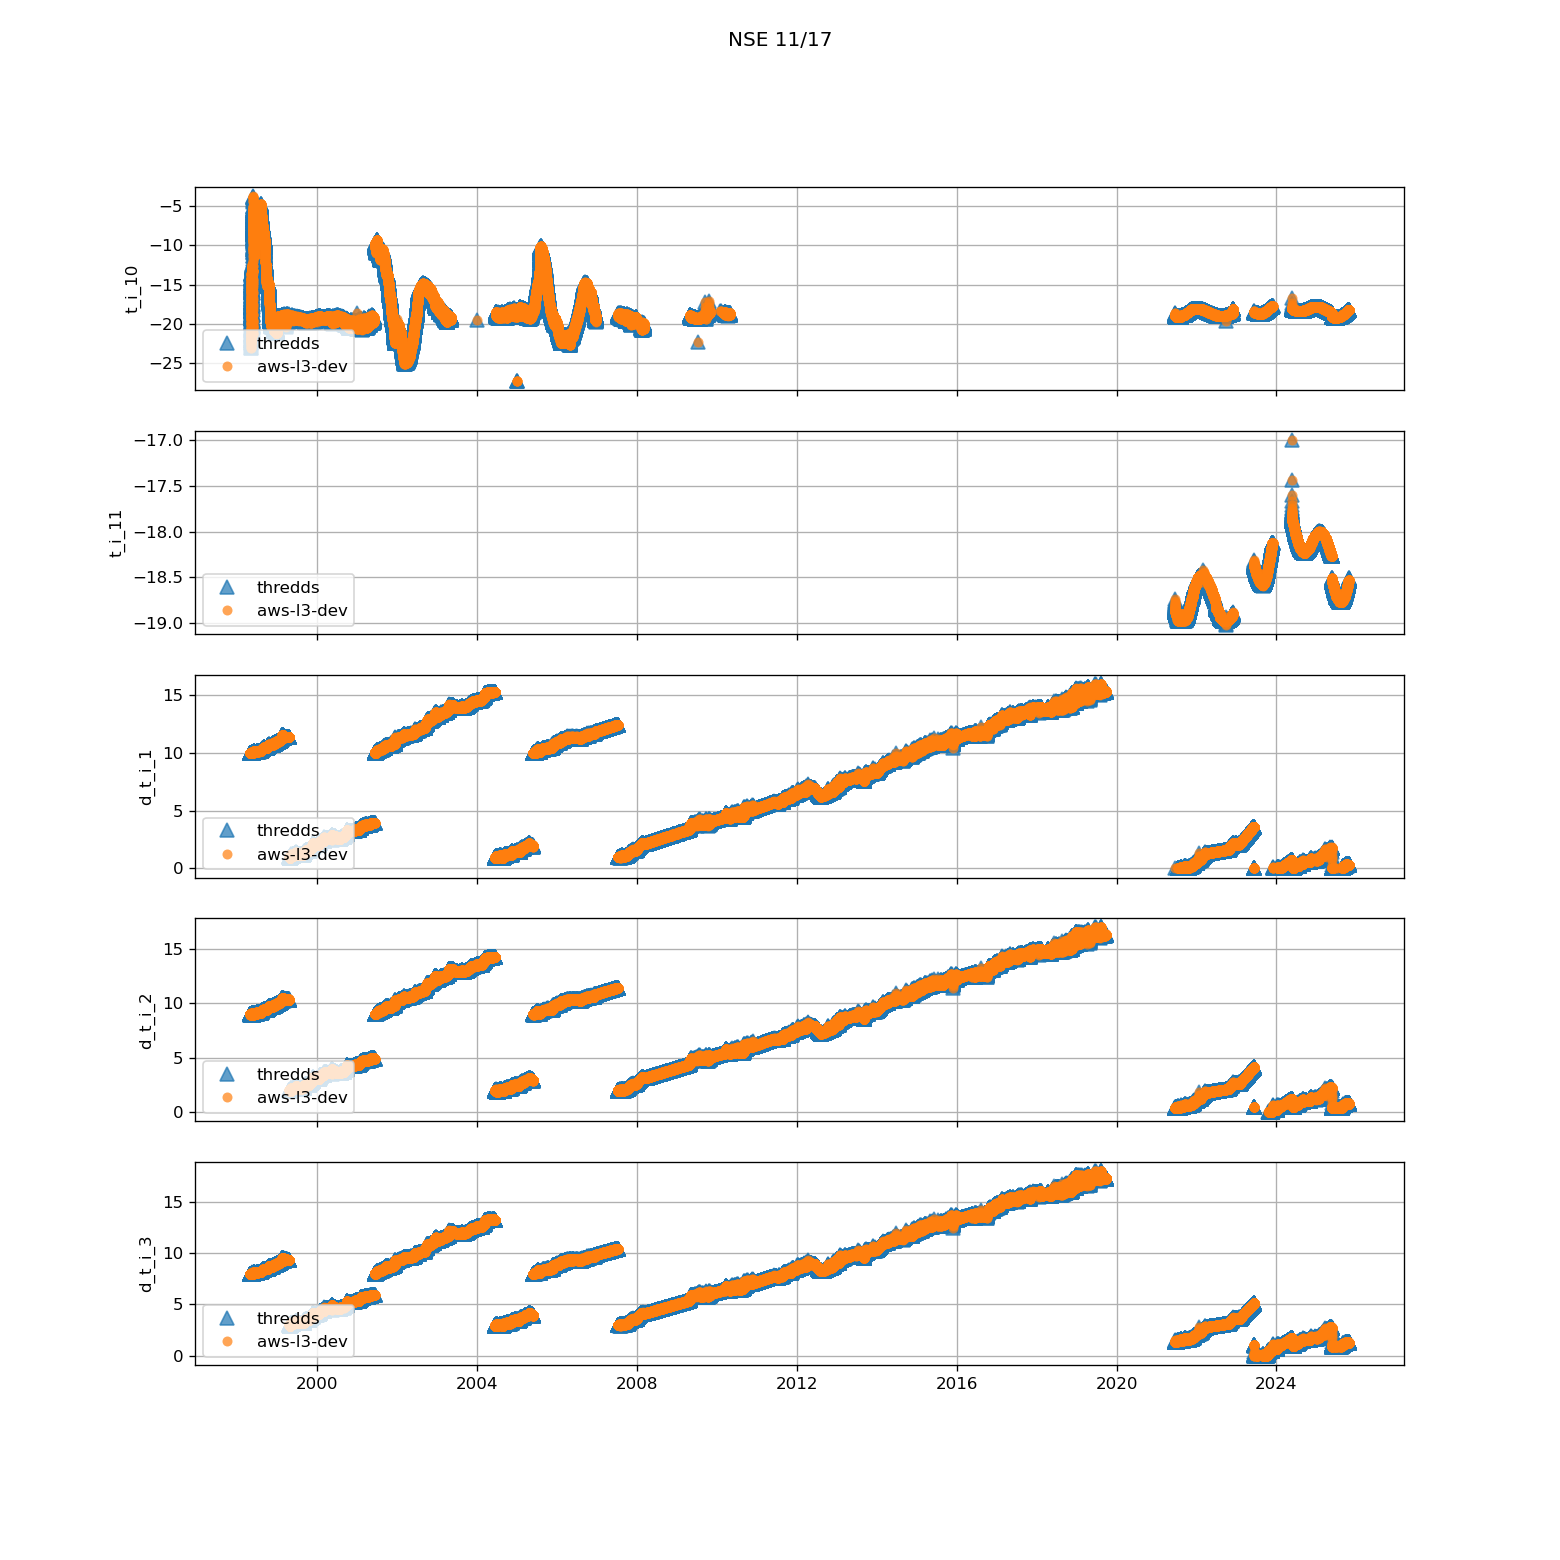 NSE 11/17
−5
−10
−15
−20
−25
t_i_10
thredds
aws-l3-dev
−17.0
−17.5
−18.0
−18.5
−19.0
t_i_11
thredds
aws-l3-dev
15
10
5
0
d_t_i_1
thredds
aws-l3-dev
15
10
5
0
d_t_i_2
thredds
aws-l3-dev
15
10
5
0
d_t_i_3
thredds
aws-l3-dev
2000 2004 2008 2012 2016 2020 2024